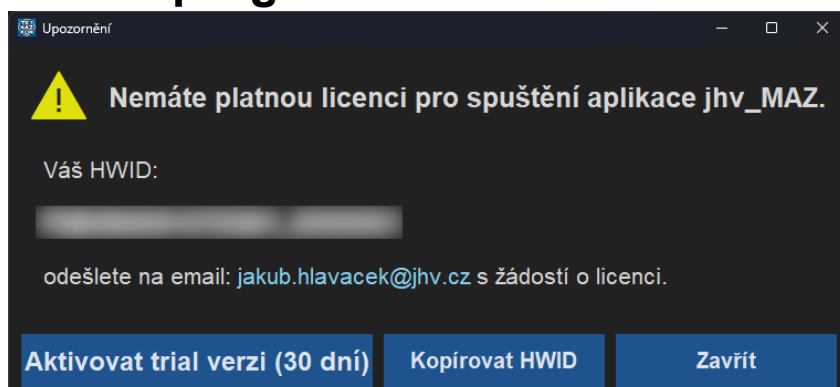 Upozornění
Nemáte platnou licenci pro spuštění aplikace jhv_MAZ.
Váš HWID:
odešlete na email: jakub.hlavacek@jhv.cz s žádostí o licenci.
Aktivovat trial verzi (30 dní)
Kopírovat HWID
Zavřít